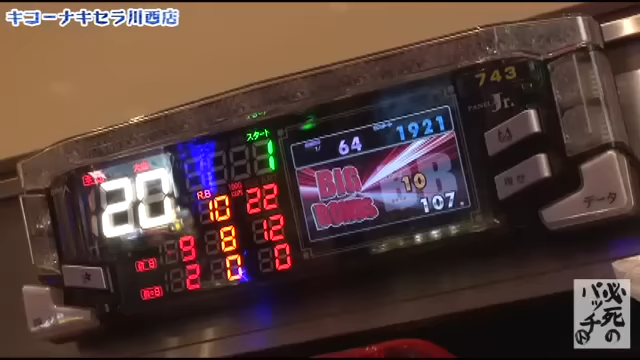 キコーナキセラ川西店
743
PANEL Jr.
スタート
11
20
R.B
10 22
9 8 12
2 0 0
64
1921
BIG
BONUS
10
107
データ
必死の
パッチ